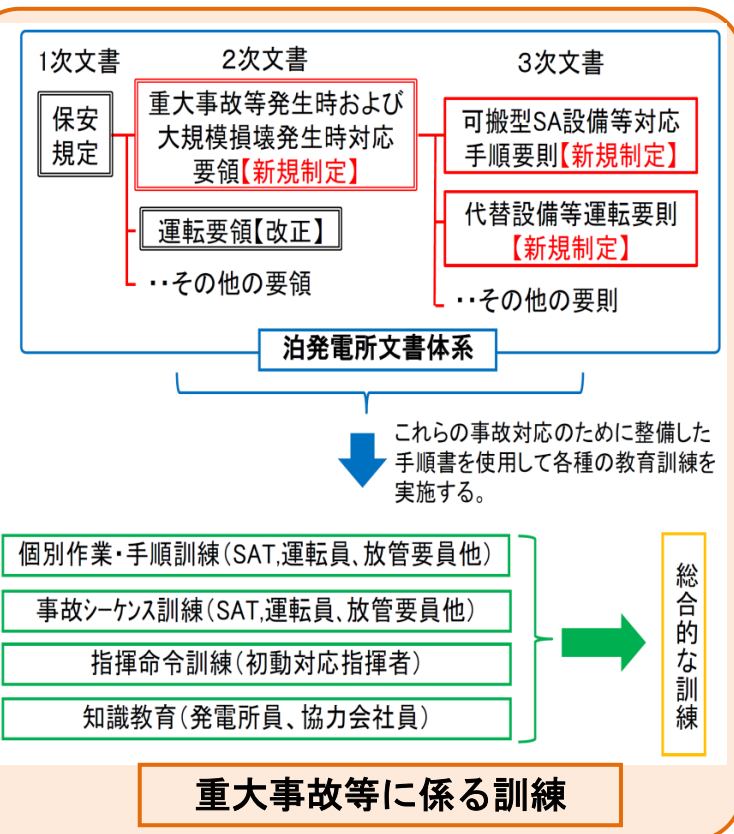 1次文書
2次文書
3次文書
保安
規定
重大事故等発生時および
大規模損壊発生時対応
要領【新規制定】
運転要領【改正】
‥その他の要領
可搬型SA設備等対応
手順要則【新規制定】
代替設備等運転要則
【新規制定】
‥その他の要則
泊発電所文書体系
これらの事故対応のために整備した
手順書を使用して各種の教育訓練を
実施する。
個別作業・手順訓練(SAT,運転員、放管要員他)
事故シーケンス訓練(SAT,運転員、放管要員他)
指揮命令訓練(初動対応指揮者)
知識教育(発電所員、協力会社員)
総合的な訓練
重大事故等に係る訓練